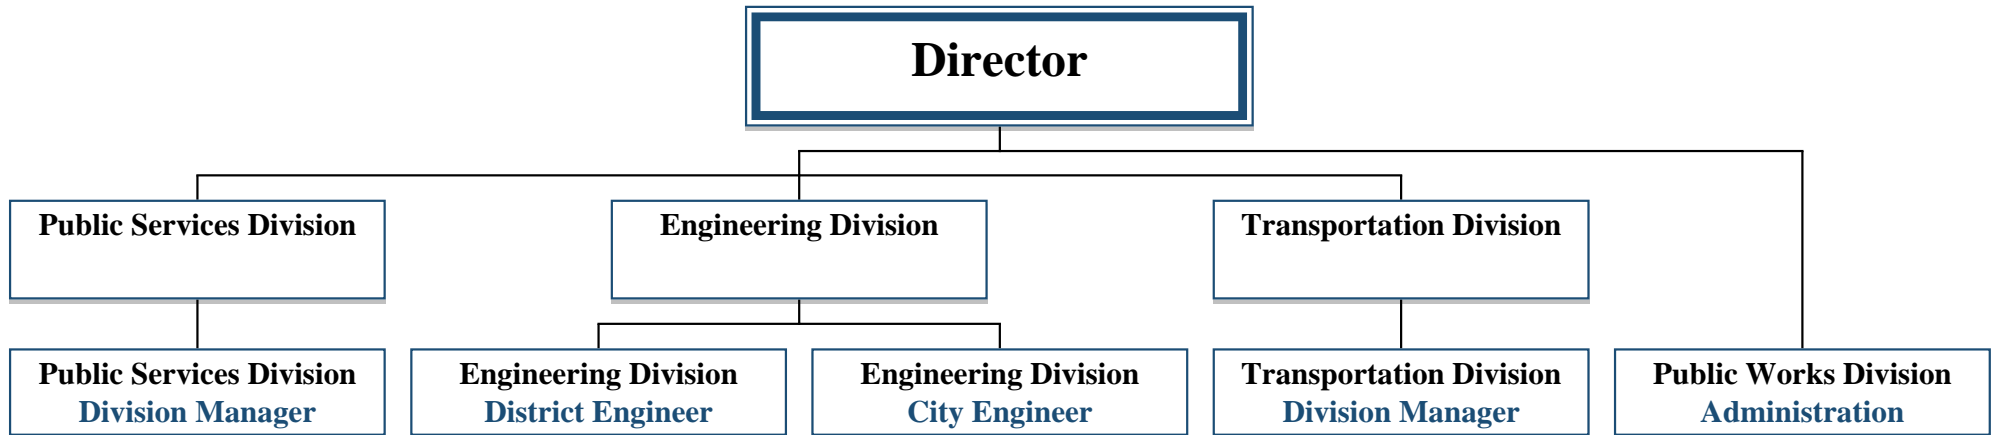 Director
Public Services Division
Engineering Division
Transportation Division
Public Services Division
Division Manager
Engineering Division
District Engineer
Engineering Division
City Engineer
Transportation Division
Division Manager
Public Works Division
Administration